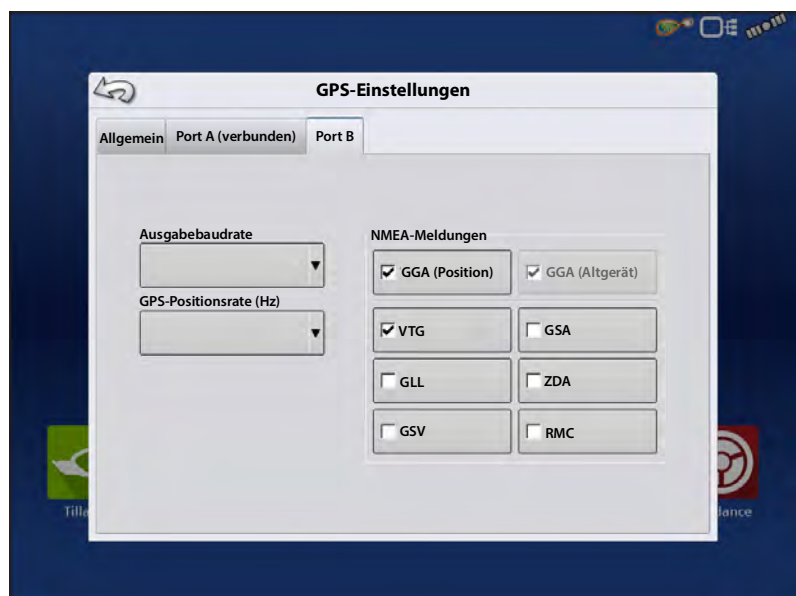 GPS-Einstellungen
Allgemein
Port A (verbunden)
Port B
Ausgabebaudrate
NMEA-Meldungen
GGA (Position)
GGA (Altgerät)
GPS-Positionsrate (Hz)
VTG
GSA
GLL
ZDA
GSV
RMC
Tilla
dance